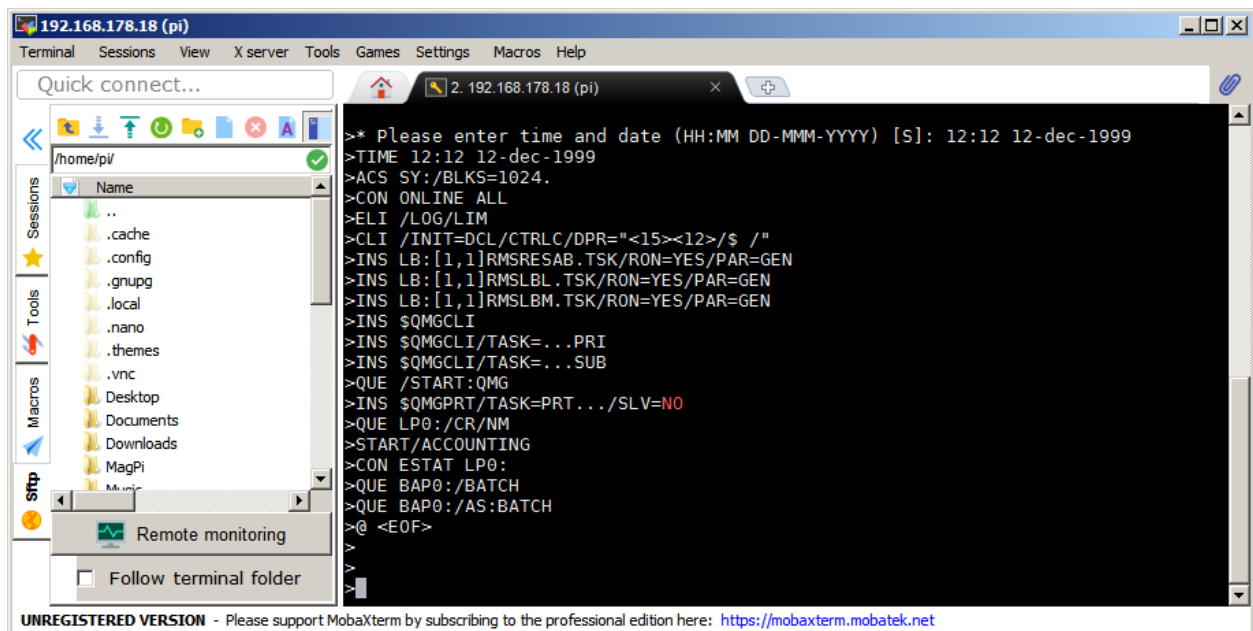 192.168.178.18 (pi)
Terminal Sessions View X server Tools Games Settings Macros Help
Quick connect...
2. 192.168.178.18 (pi)
/home/pi/
Name
..
.cache
.config
.gnupg
.local
.nano
.themes
.vnc
Desktop
Documents
Downloads
MagPi
Music
Sessions
Tools
Macros
Sftp
Remote monitoring
Follow terminal folder
>* Please enter time and date (HH:MM DD-MMM-YYYY) [S]: 12:12 12-dec-1999
>TIME 12:12 12-dec-1999
>ACS SY:/BLKS=1024.
>CON ONLINE ALL
>ELI /LOG/LIM
>CLI /INIT=DCL/CTRLC/DPR="<15><12>/$ /"
>INS LB:[1,1]RMSRESAB.TSK/RON=YES/PAR=GEN
>INS LB:[1,1]RMSLBL.TSK/RON=YES/PAR=GEN
>INS LB:[1,1]RMSLBM.TSK/RON=YES/PAR=GEN
>INS $QMGCLI
>INS $QMGCLI/TASK=...PRI
>INS $QMGCLI/TASK=...SUB
>QUE /START:QMG
>INS $QMGPRT/TASK=PRT.../SLV=NO
>QUE LP0:/CR/NM
>START/ACCOUNTING
>CON ESTAT LP0:
>QUE BAP0:/BATCH
>QUE BAP0:/AS:BATCH
>@ <EOF>
>
>
>
UNREGISTERED VERSION - Please support MobaXterm by subscribing to the professional edition here: https://mobaxterm.mobatek.net